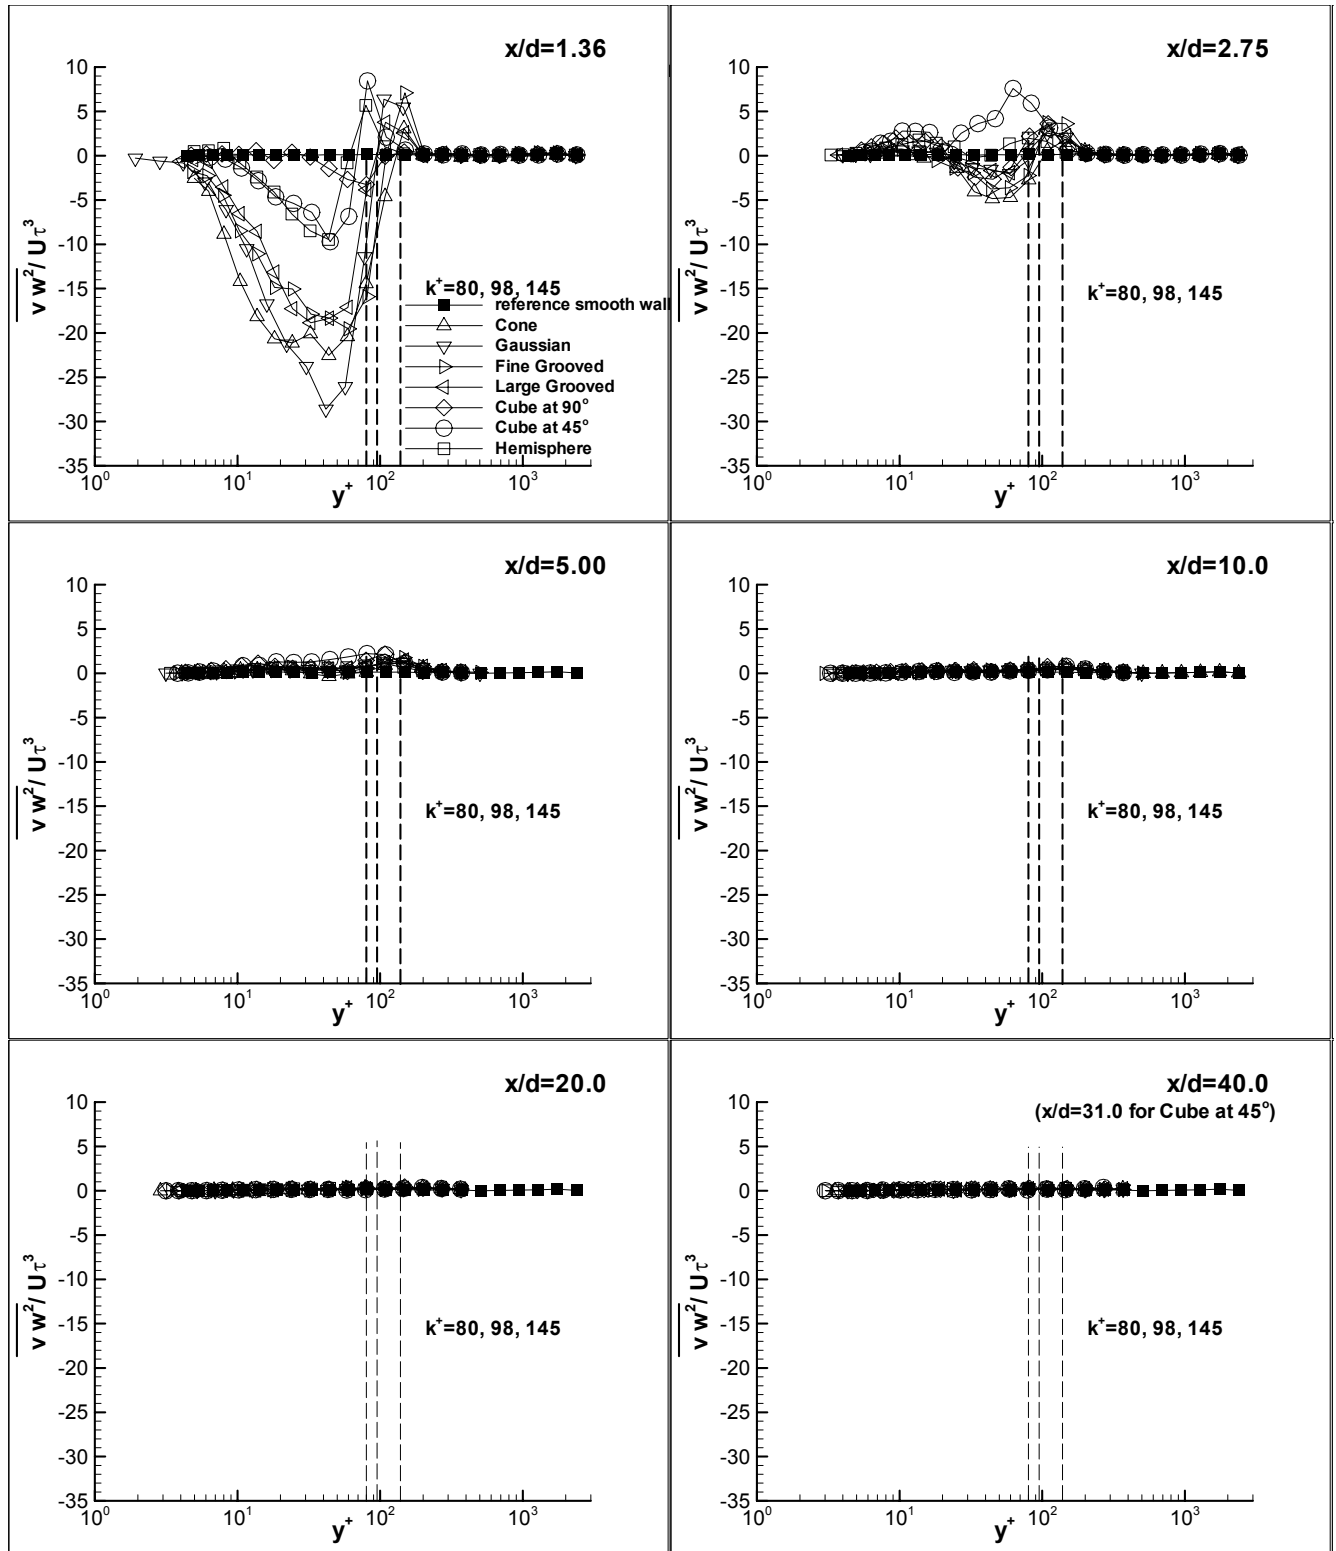 x/d=1.36
10
5
0
-5
-10
-15
-20
-25
-30
-35
v w²/ Uτ³
k⁺=80, 98, 145
reference smooth wall
Cone
Gaussian
Fine Grooved
Large Grooved
Cube at 90°
Cube at 45°
Hemisphere
10⁰ 10¹ 10² 10³
y⁺
x/d=2.75
10
5
0
-5
-10
-15
-20
-25
-30
-35
v w²/ Uτ³
k⁺=80, 98, 145
10⁰ 10¹ 10² 10³
y⁺
x/d=5.00
10
5
0
-5
-10
-15
-20
-25
-30
-35
v w²/ Uτ³
k⁺=80, 98, 145
10⁰ 10¹ 10² 10³
y⁺
x/d=10.0
10
5
0
-5
-10
-15
-20
-25
-30
-35
v w²/ Uτ³
k⁺=80, 98, 145
10⁰ 10¹ 10² 10³
y⁺
x/d=20.0
10
5
0
-5
-10
-15
-20
-25
-30
-35
v w²/ Uτ³
k⁺=80, 98, 145
10⁰ 10¹ 10² 10³
y⁺
x/d=40.0
(x/d=31.0 for Cube at 45°)
10
5
0
-5
-10
-15
-20
-25
-30
-35
v w²/ Uτ³
k⁺=80, 98, 145
10⁰ 10¹ 10² 10³
y⁺